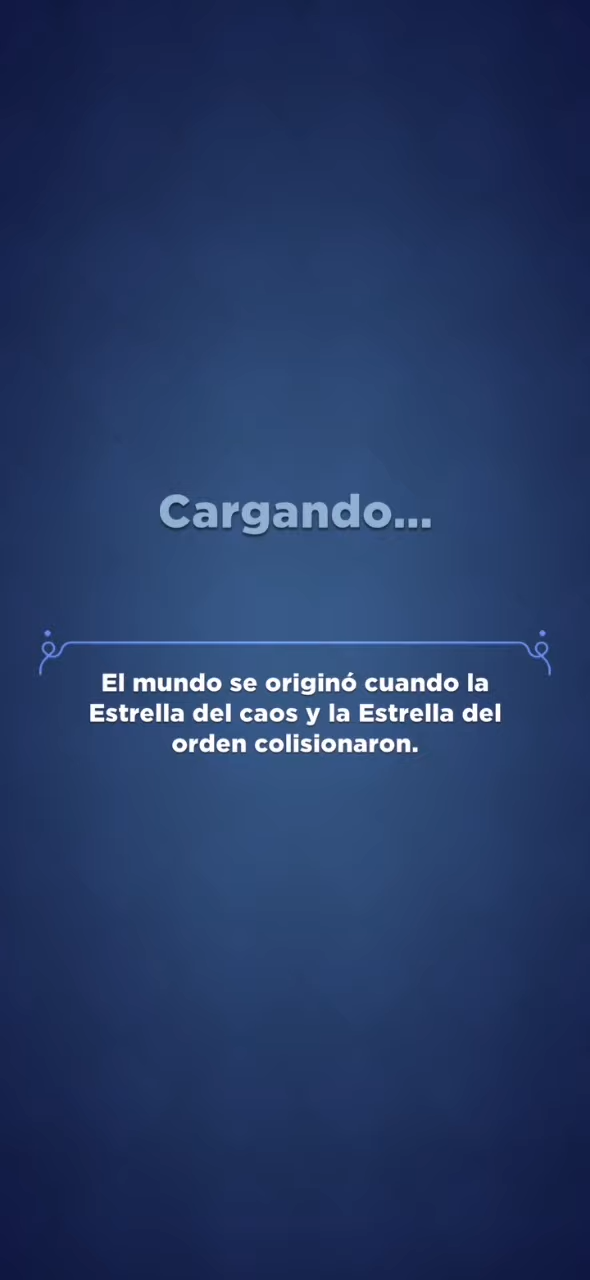 Cargando...
El mundo se originó cuando la
Estrella del caos y la Estrella del
orden colisionaron.